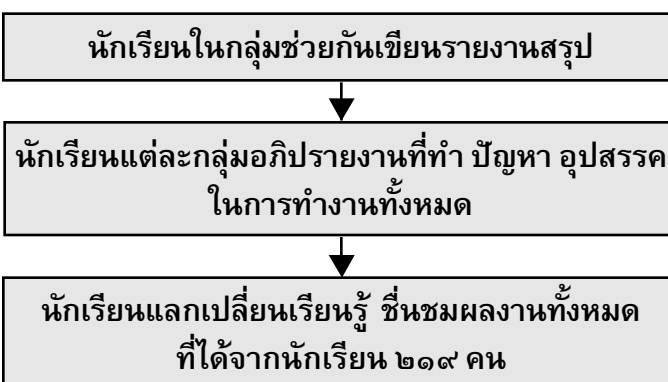 นักเรียนในกลุ่มช่วยกันเขียนรายงานสรุป
นักเรียนแต่ละกลุ่มอภิปรายงานที่ทำ ปัญหา อุปสรรค
ในการทำงานทั้งหมด
นักเรียนแลกเปลี่ยนเรียนรู้ ชื่นชมผลงานทั้งหมด
ที่ได้จากนักเรียน ๒๑๙ คน